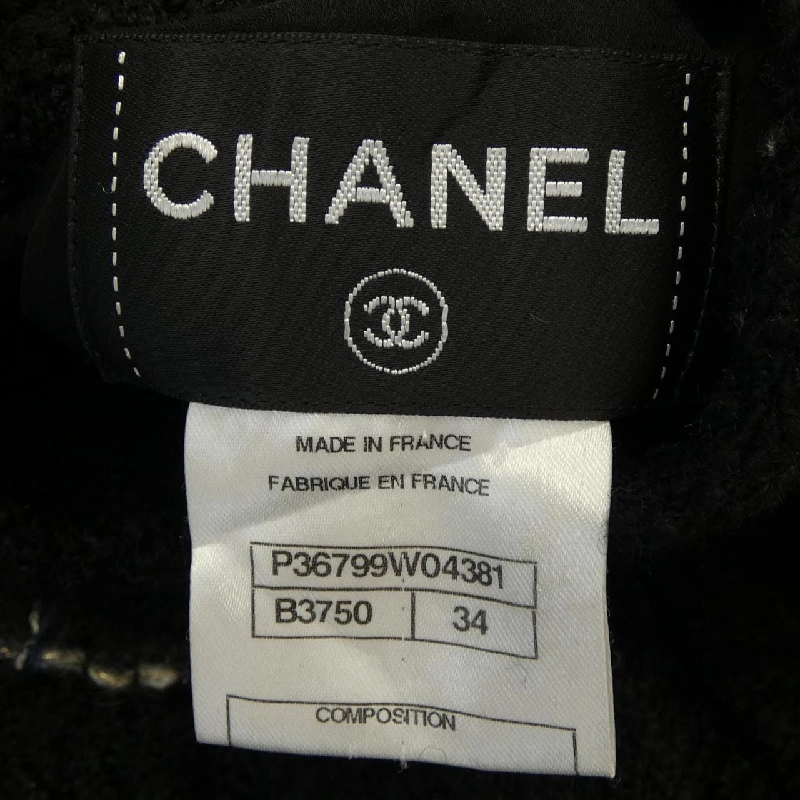 CHANEL
MADE IN FRANCE
FABRIQUE EN FRANCE
P36799W04381
B3750 34
COMPOSITION